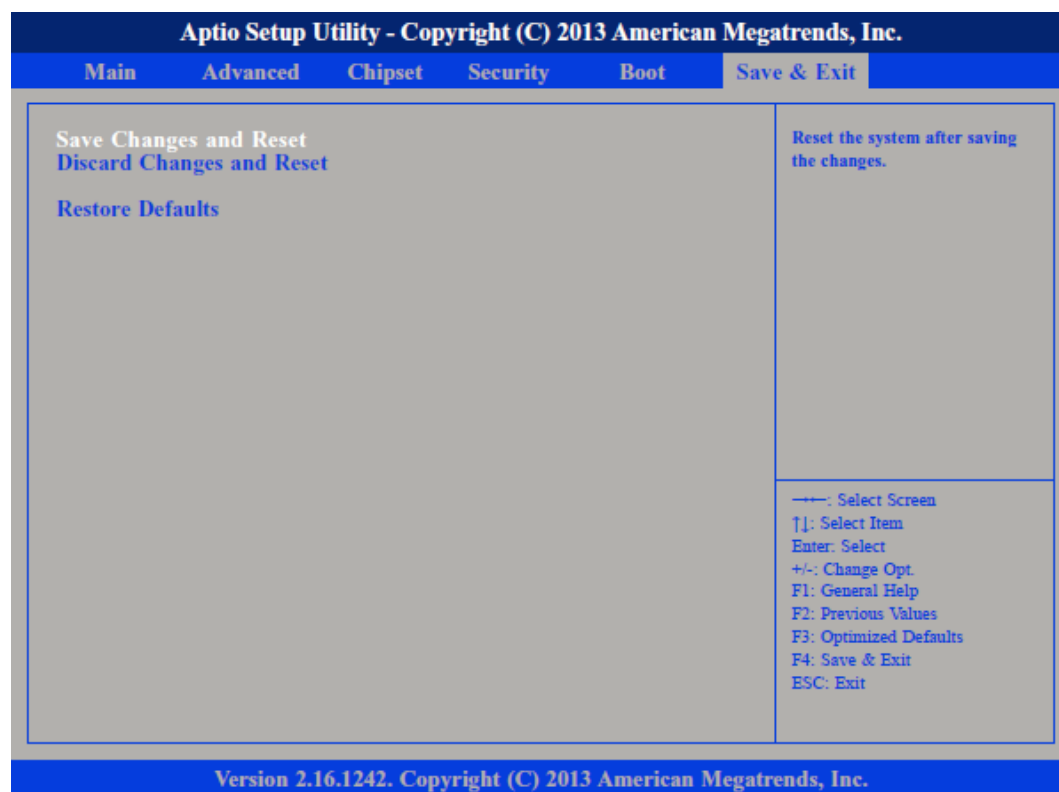 Aptio Setup Utility - Copyright (C) 2013 American Megatrends, Inc.
Main Advanced Chipset Security Boot Save & Exit
Save Changes and Reset
Discard Changes and Reset
Restore Defaults
Reset the system after saving
the changes.
→←: Select Screen
↑↓: Select Item
Enter: Select
+/-: Change Opt.
F1: General Help
F2: Previous Values
F3: Optimized Defaults
F4: Save & Exit
ESC: Exit
Version 2.16.1242. Copyright (C) 2013 American Megatrends, Inc.